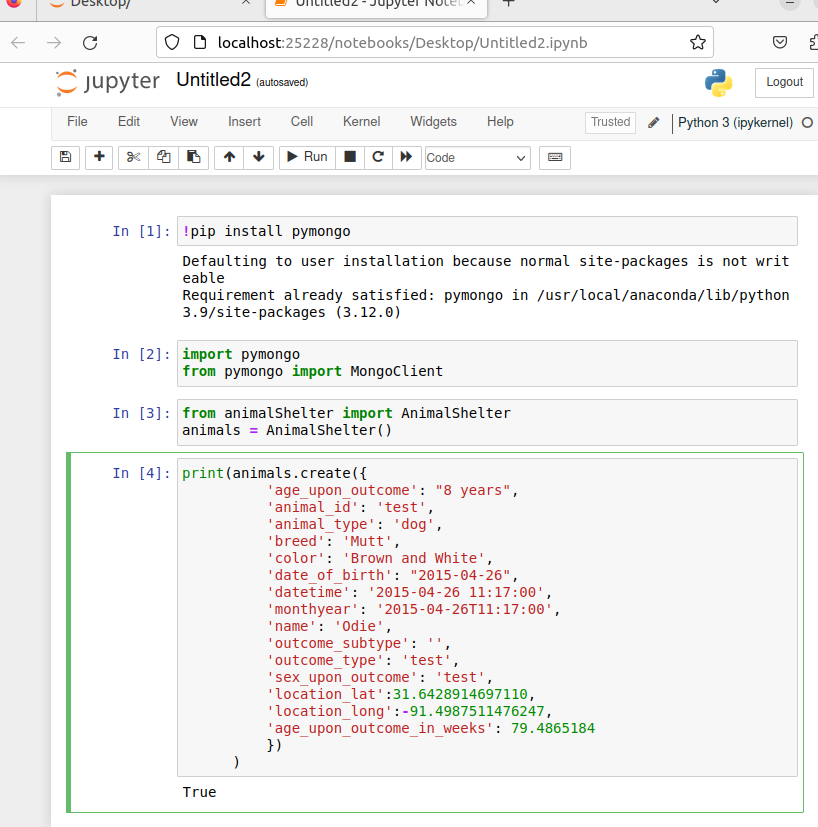 Desktop/
Untitled2 - Jupyter Noteb
localhost:25228/notebooks/Desktop/Untitled2.ipynb
jupyter Untitled2 (autosaved)
Logout
File Edit View Insert Cell Kernel Widgets Help
Trusted
Python 3 (ipykernel)
Run
Code
In [1]: !pip install pymongo
Defaulting to user installation because normal site-packages is not writ
eable
Requirement already satisfied: pymongo in /usr/local/anaconda/lib/python
3.9/site-packages (3.12.0)
In [2]: import pymongo
from pymongo import MongoClient
In [3]: from animalShelter import AnimalShelter
animals = AnimalShelter()
In [4]: print(animals.create({
'age_upon_outcome': "8 years",
'animal_id': 'test',
'animal_type': 'dog',
'breed': 'Mutt',
'color': 'Brown and White',
'date_of_birth': "2015-04-26",
'datetime': '2015-04-26 11:17:00',
'monthyear': '2015-04-26T11:17:00',
'name': 'Odie',
'outcome_subtype': '',
'outcome_type': 'test',
'sex_upon_outcome': 'test',
'location_lat':31.6428914697110,
'location_long':-91.4987511476247,
'age_upon_outcome_in_weeks': 79.4865184
})
)
True